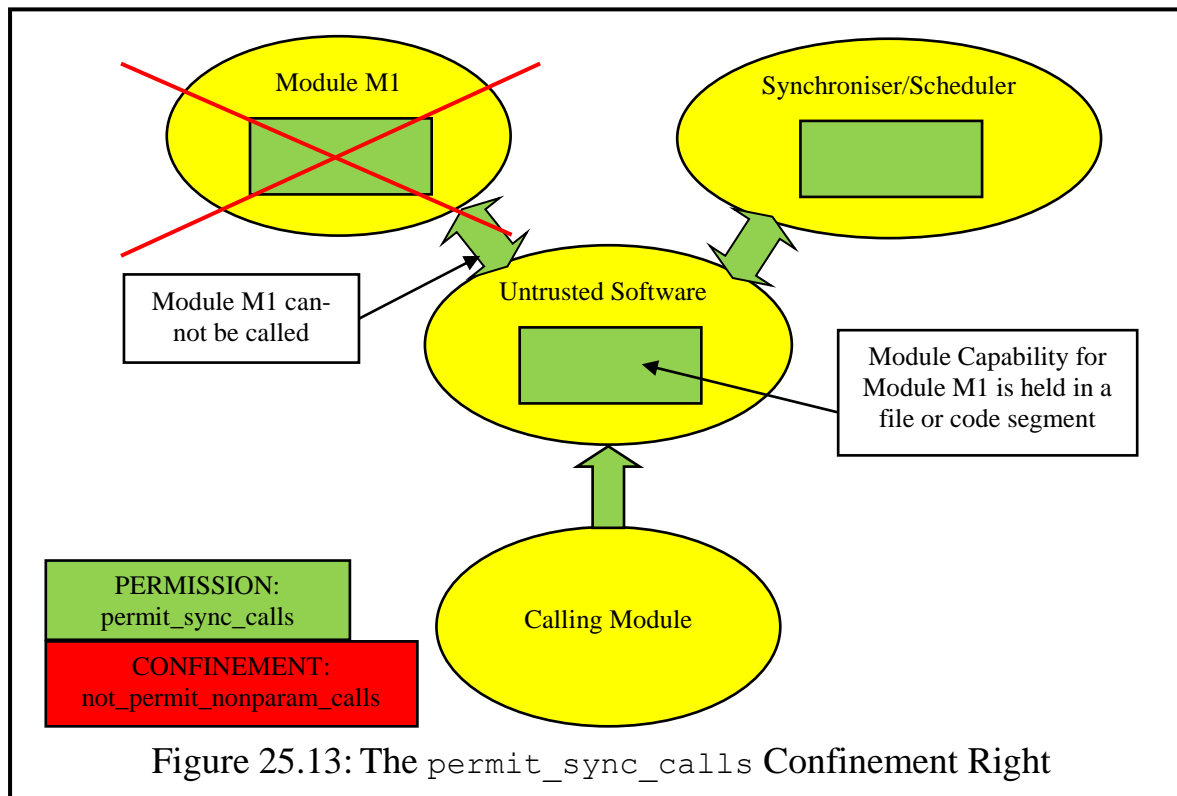 Module M1
Synchroniser/Scheduler
Module M1 can-
not be called
Untrusted Software
Module Capability for
Module M1 is held in a
file or code segment
Calling Module
PERMISSION:
permit_sync_calls
CONFINEMENT:
not_permit_nonparam_calls
Figure 25.13: The permit_sync_calls Confinement Right